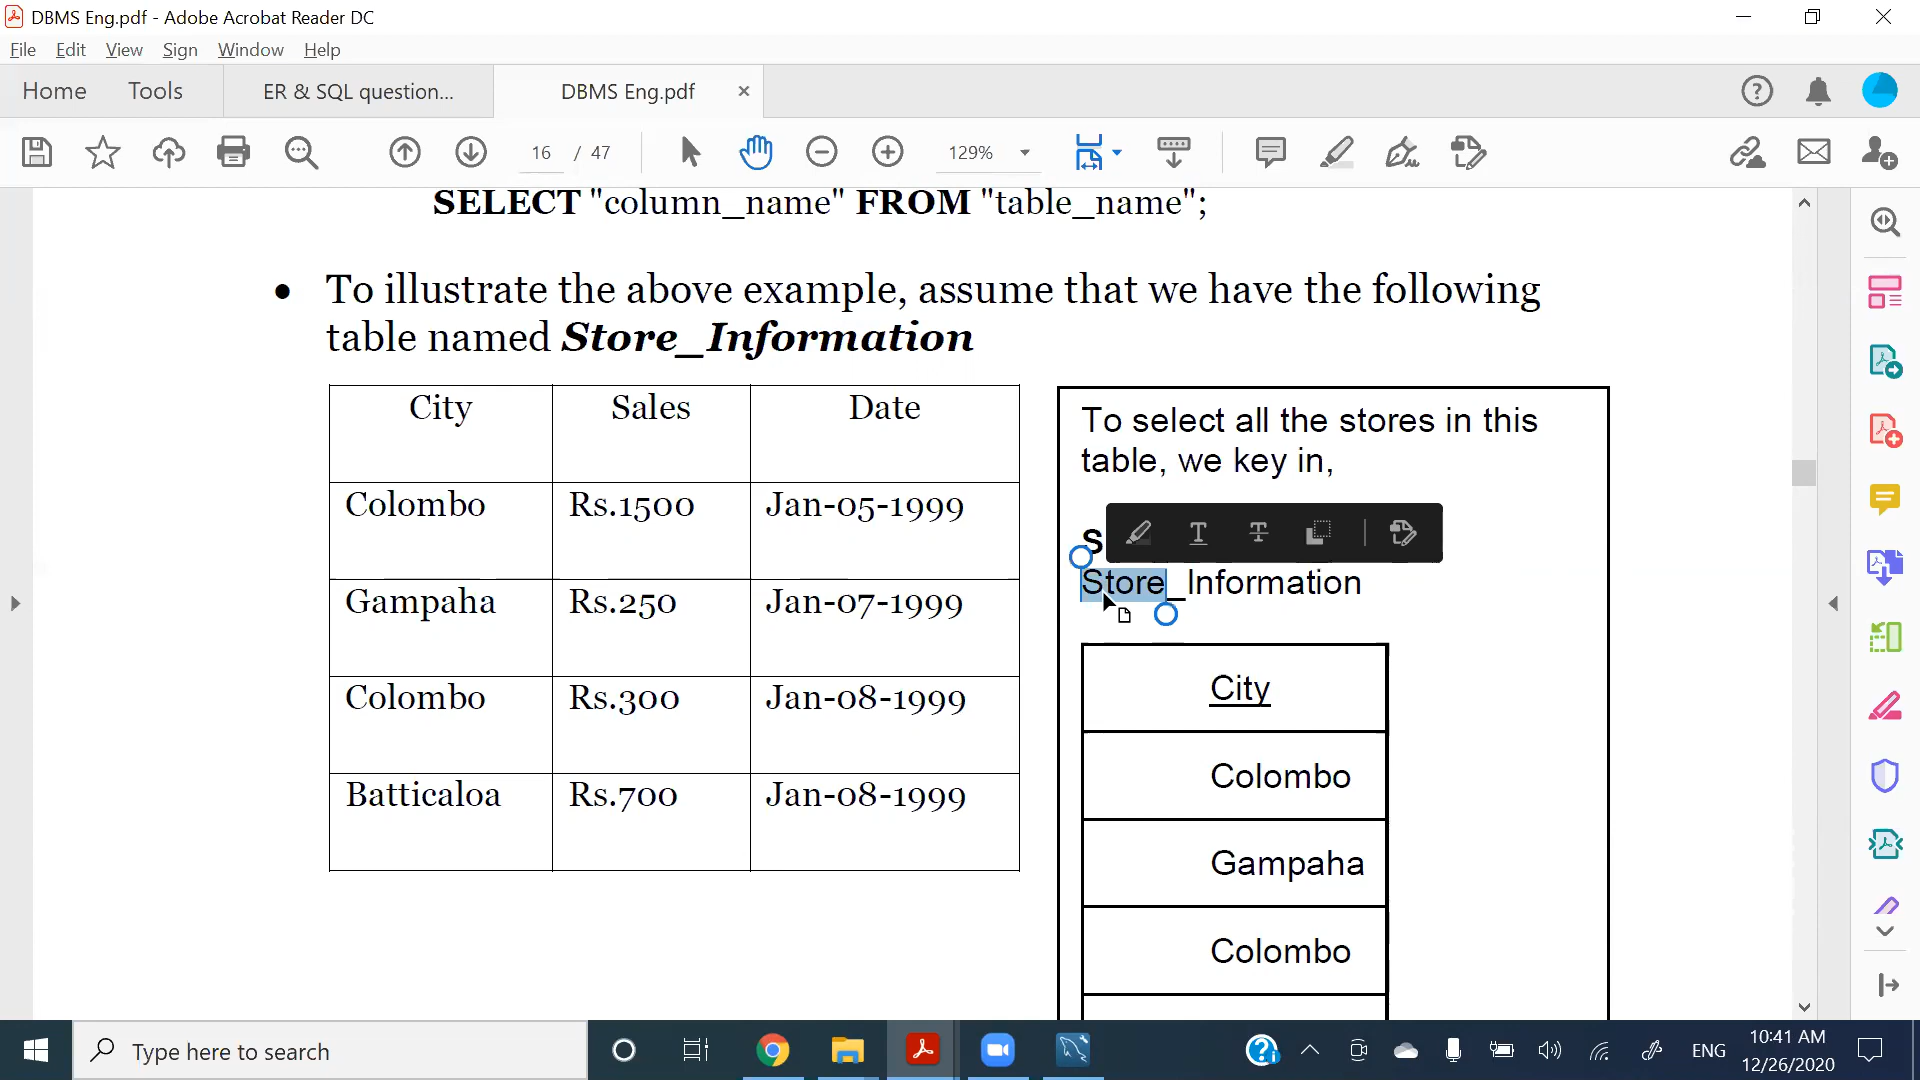 DBMS Eng.pdf - Adobe Acrobat Reader DC
File Edit View Sign Window Help
Home Tools ER & SQL question... DBMS Eng.pdf ×
16 / 47 129%
SELECT "column_name" FROM "table_name";
• To illustrate the above example, assume that we have the following
table named Store_Information
City Sales Date
Colombo Rs.1500 Jan-05-1999
Gampaha Rs.250 Jan-07-1999
Colombo Rs.300 Jan-08-1999
Batticaloa Rs.700 Jan-08-1999
To select all the stores in this
table, we key in,
S
Store_Information
City
Colombo
Gampaha
Colombo
Type here to search
ENG
10:41 AM
12/26/2020